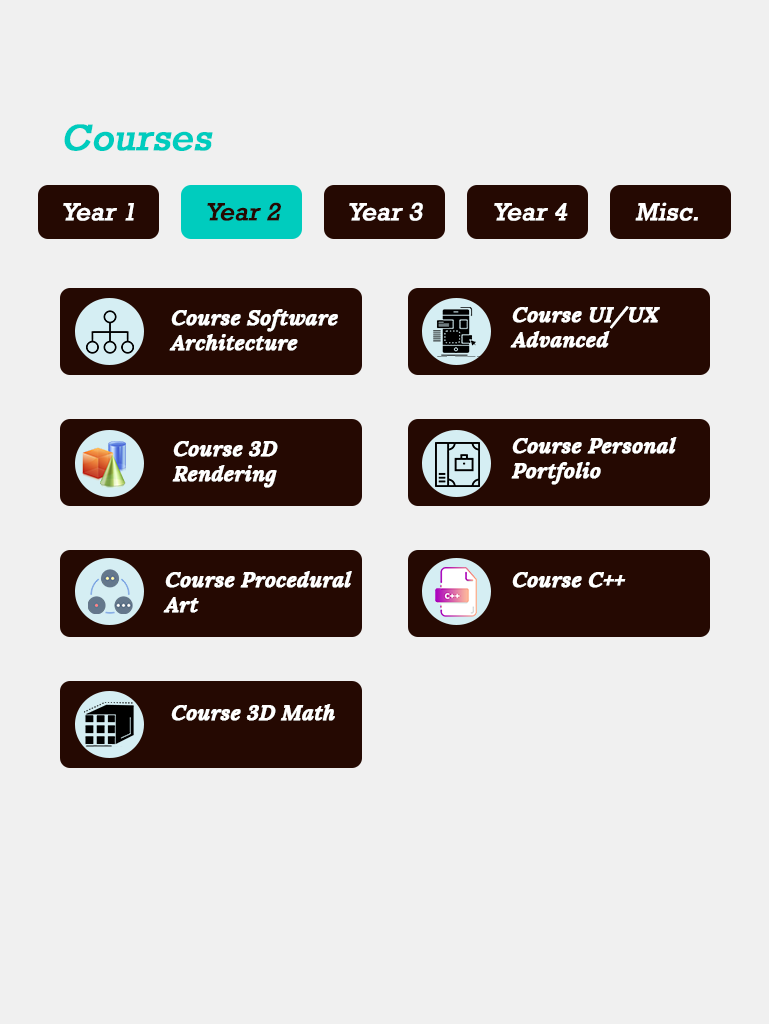 Courses
Year 1
Year 2
Year 3
Year 4
Misc.
Course Software
Architecture
Course UI/UX
Advanced
Course 3D
Rendering
Course Personal
Portfolio
Course Procedural
Art
C++
Course C++
Course 3D Math